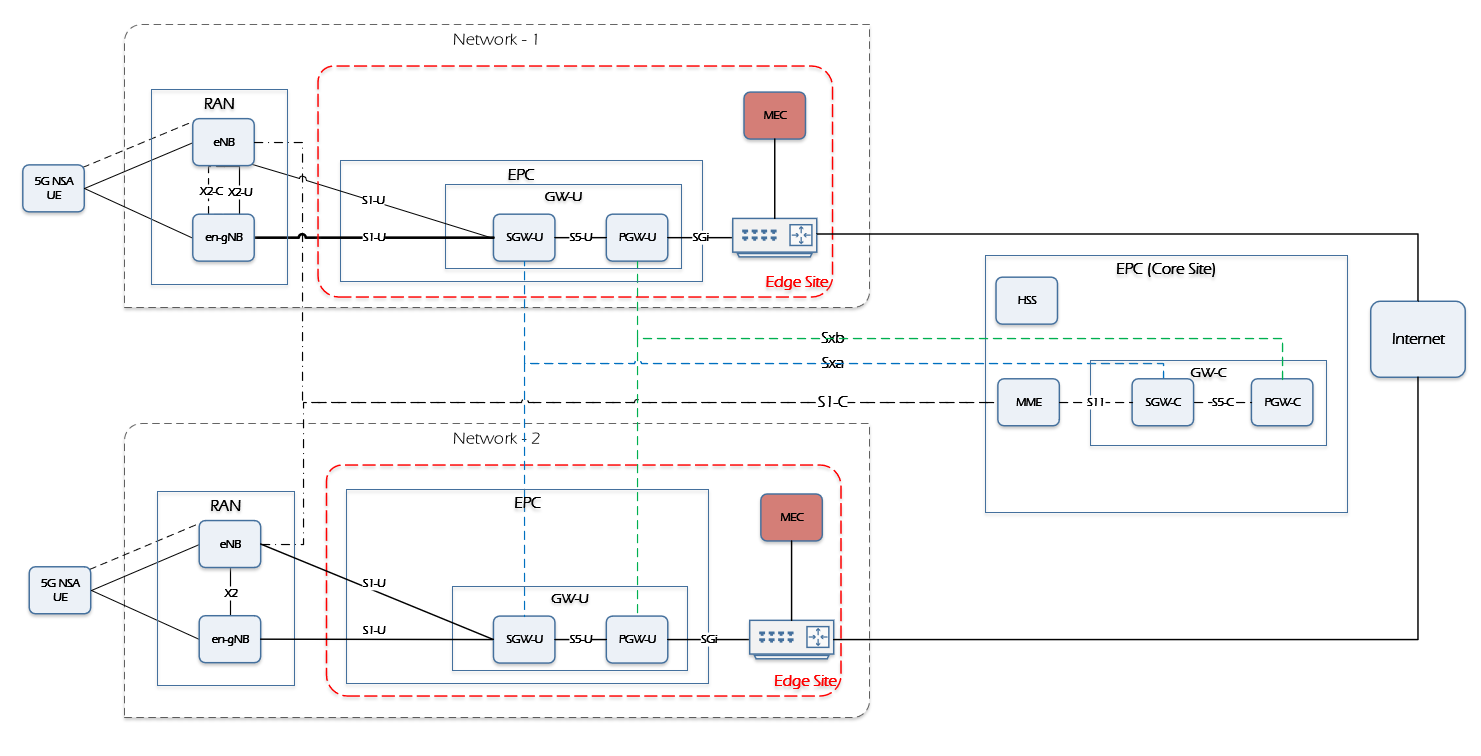 Network - 1
RAN
eNB
MEC
5G NSA
UE
X2-C
X2-U
EPC
GW-U
S1-U
en-gNB
S1-U
SGW-U
S5-U
PGW-U
SGi
Edge Site
EPC (Core Site)
HSS
Internet
Sxb
Sxa
GW-C
S1-C
MME
S11
SGW-C
S5-C
PGW-C
Network - 2
RAN
eNB
EPC
MEC
5G NSA
UE
X2
S1-U
GW-U
en-gNB
S1-U
SGW-U
S5-U
PGW-U
SGi
Edge Site